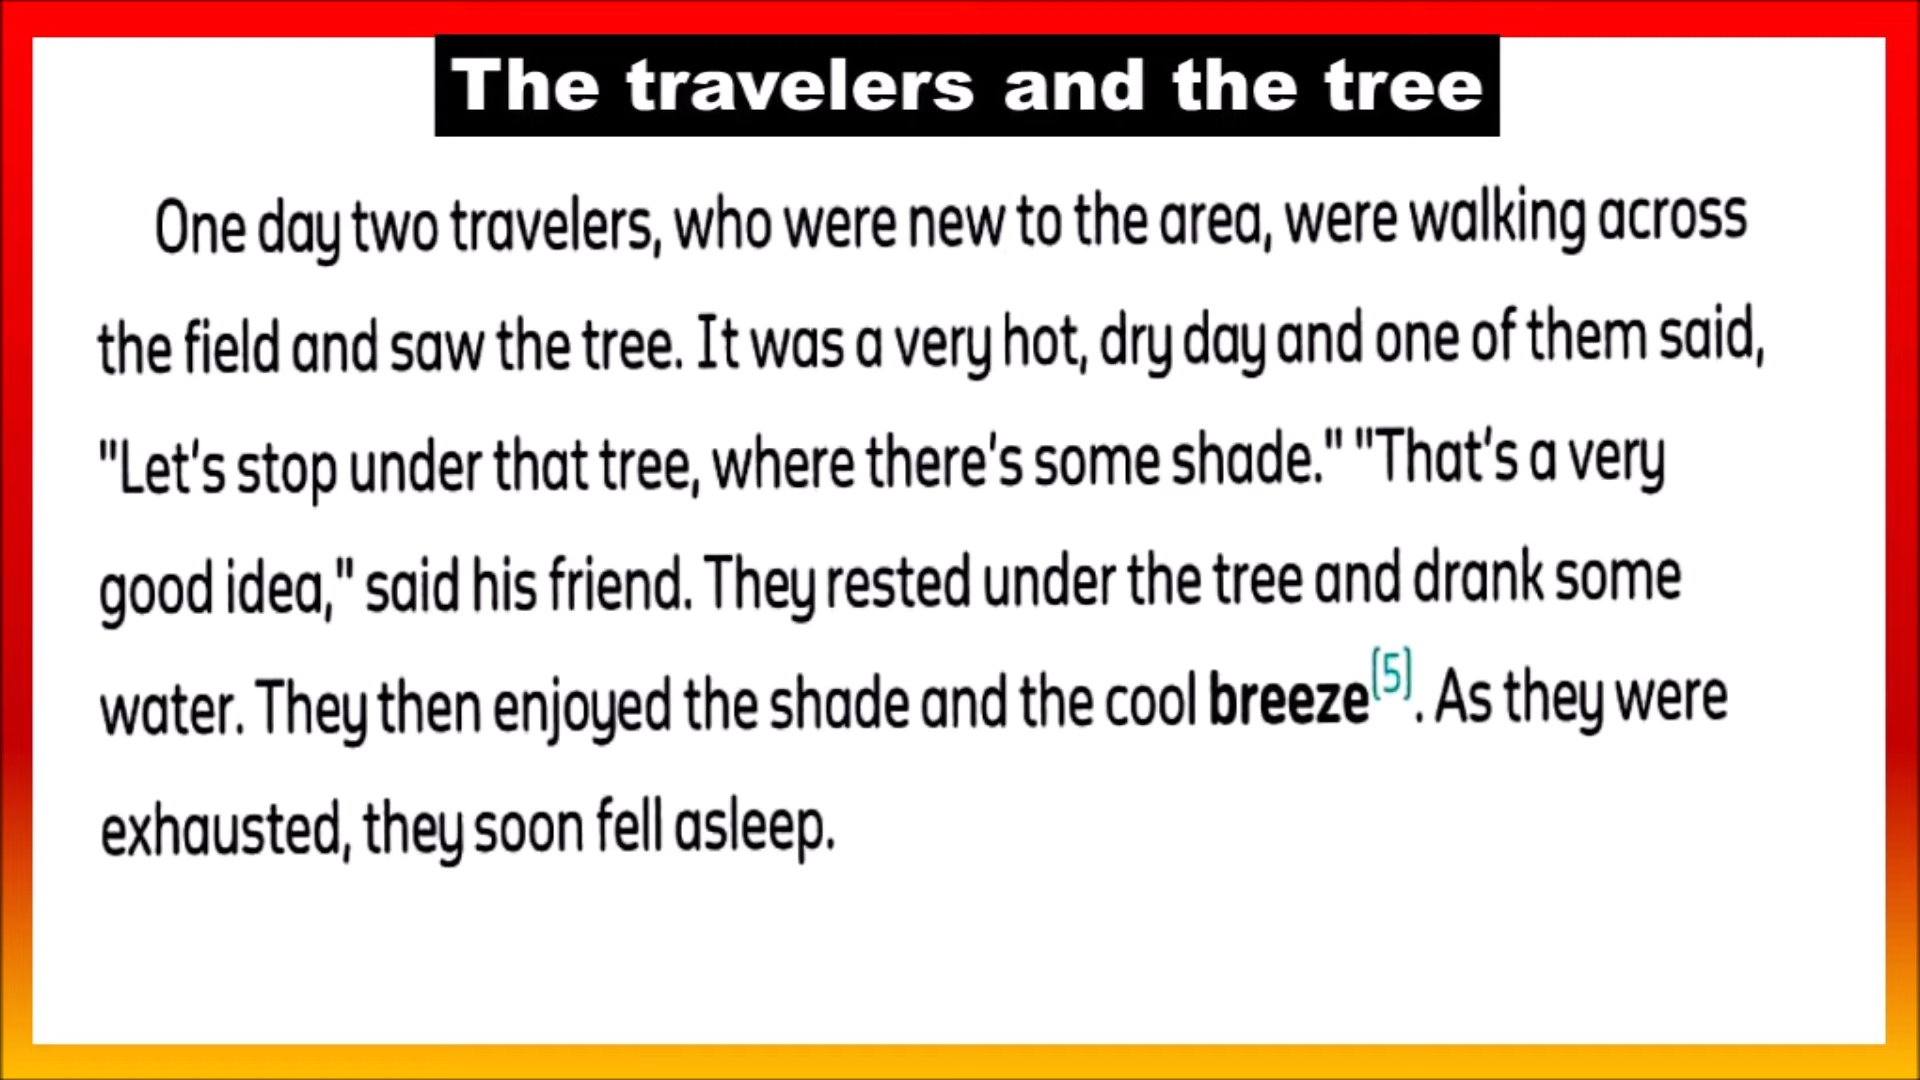 The travelers and the tree
One day two travelers, who were new to the area, were walking across
the field and saw the tree. It was a very hot, dry day and one of them said,
"Let's stop under that tree, where there's some shade." "That's a very
good idea," said his friend. They rested under the tree and drank some
water. They then enjoyed the shade and the cool breeze(5). As they were
exhausted, they soon fell asleep.